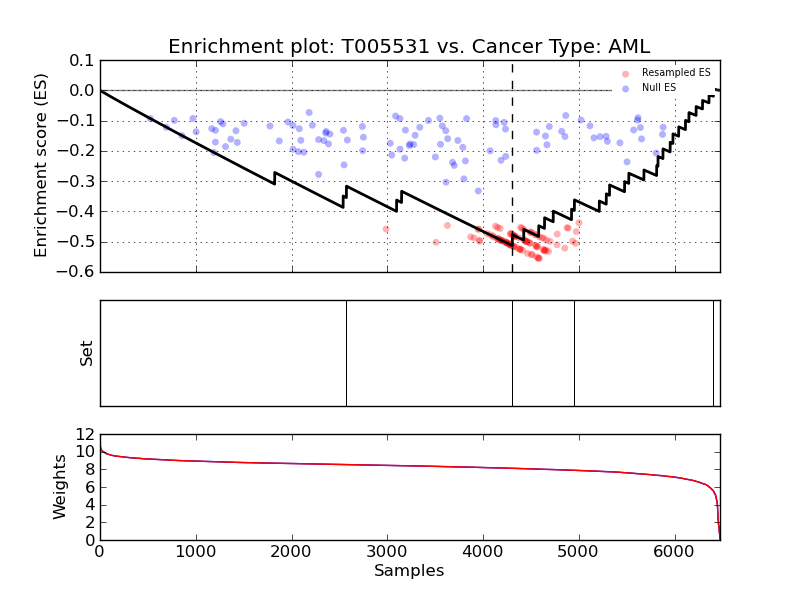 Enrichment plot: T005531 vs. Cancer Type: AML
Enrichment score (ES)
0.1
0.0
−0.1
−0.2
−0.3
−0.4
−0.5
−0.6
Resampled ES
Null ES
Set
Weights
12
10
8
6
4
2
0
0 1000 2000 3000 4000 5000 6000
Samples